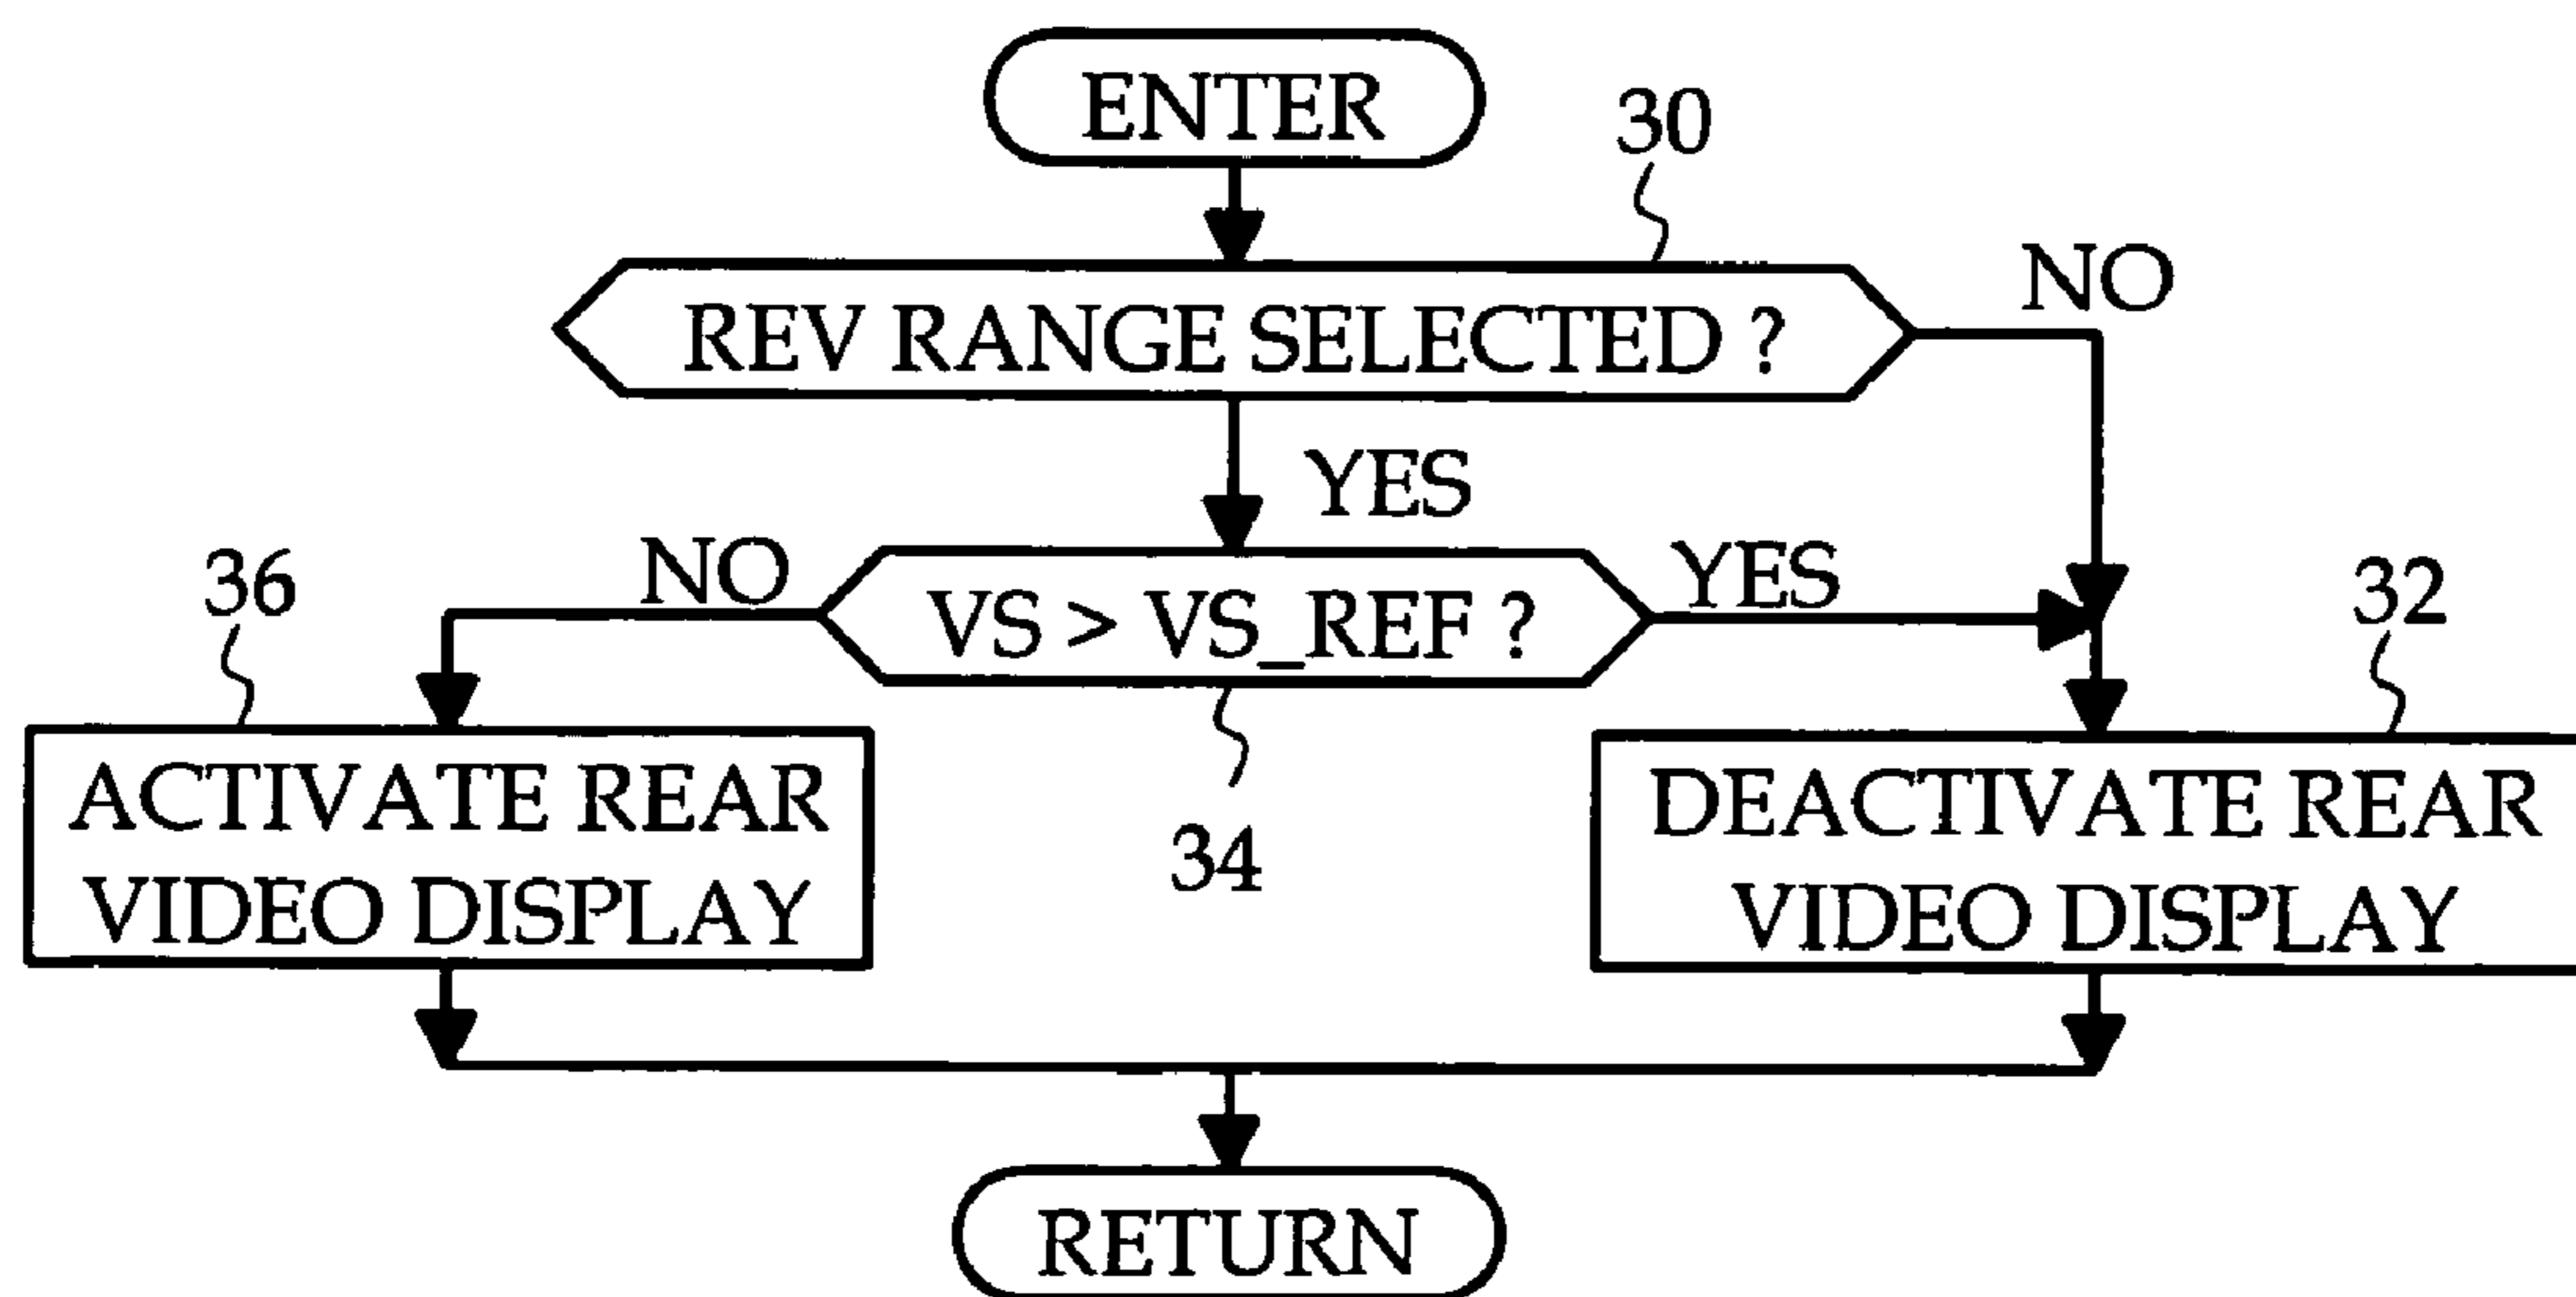 ENTER
30
REV RANGE SELECTED ?
NO
YES
NO
VS > VS_REF ?
YES
36
32
ACTIVATE REAR
VIDEO DISPLAY
34
DEACTIVATE REAR
VIDEO DISPLAY
RETURN